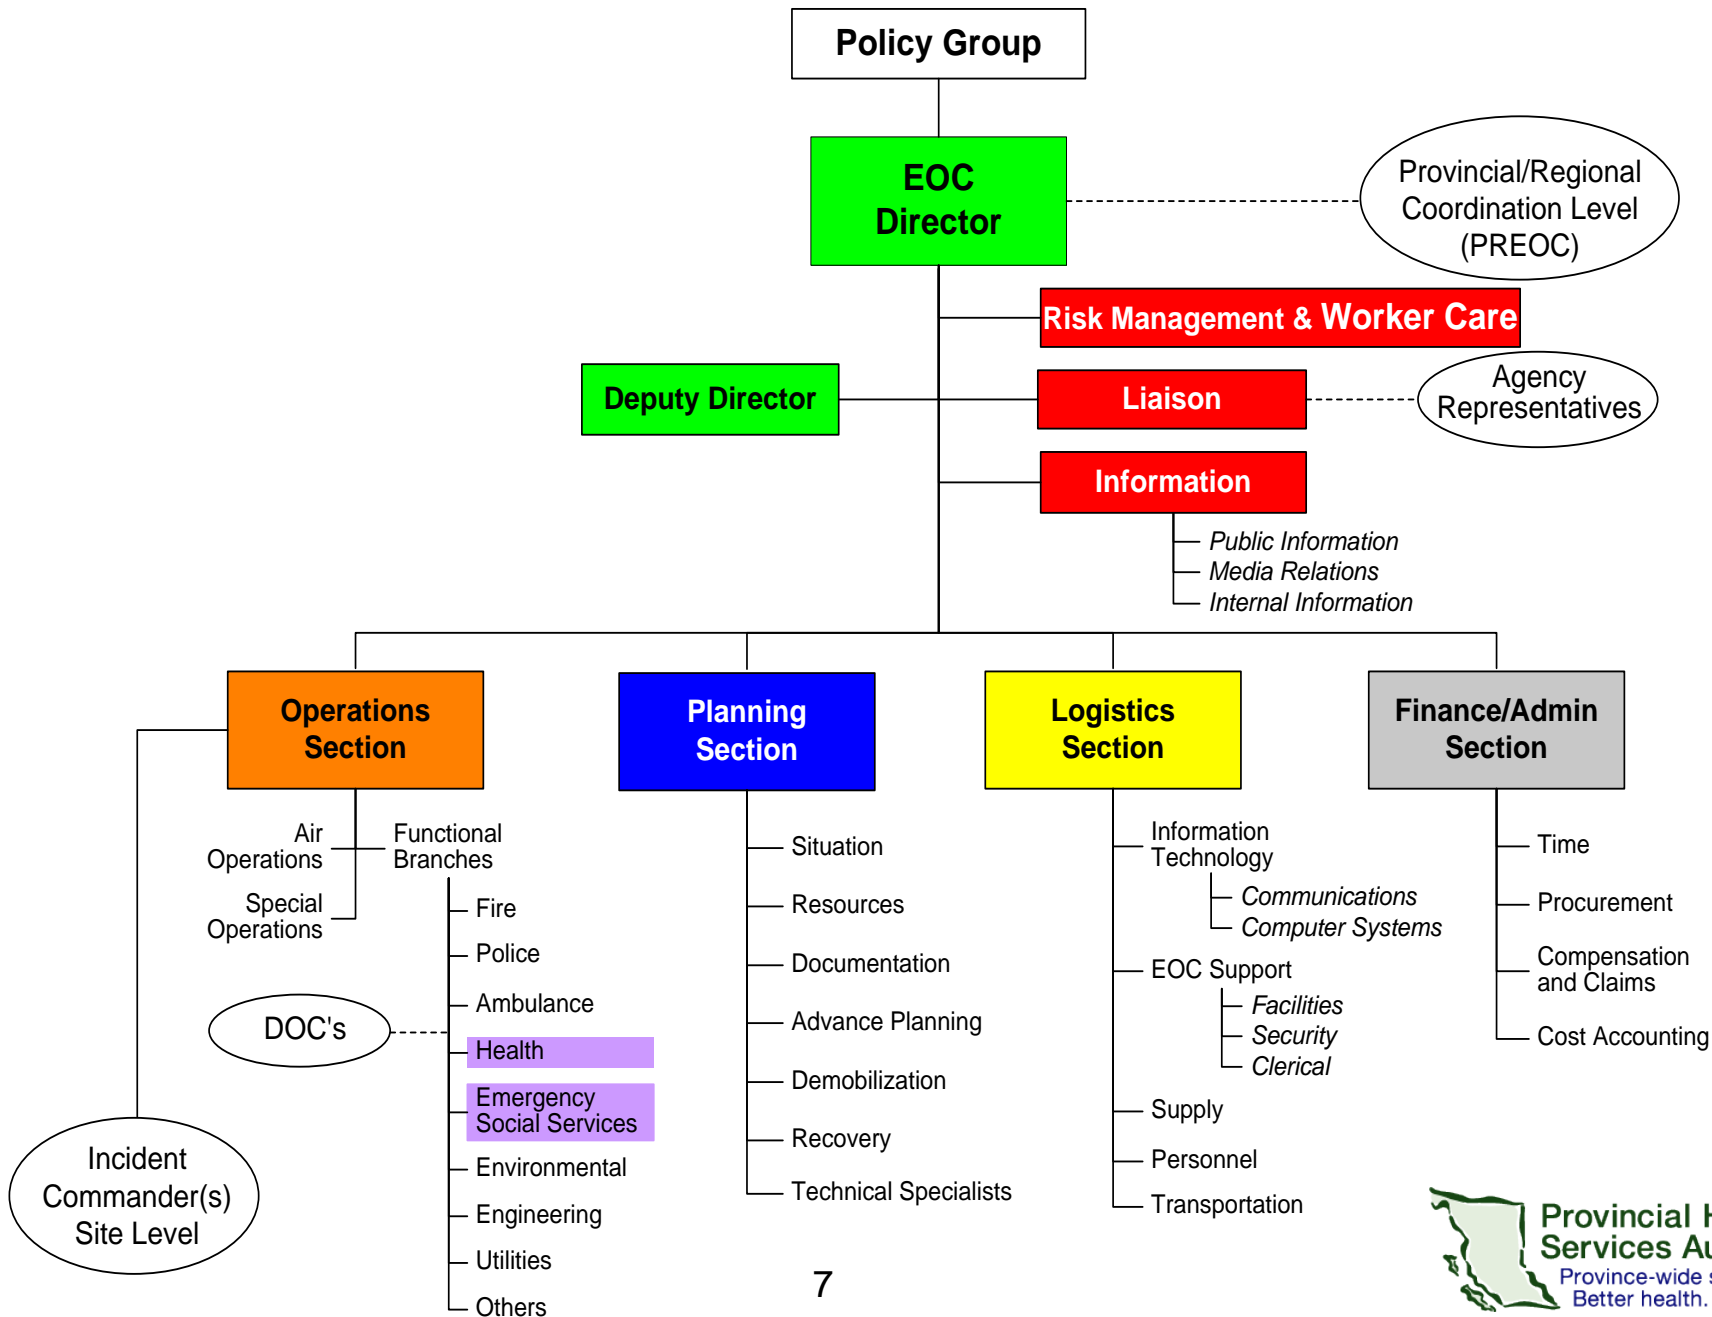 Policy Group
EOC
Director
Provincial/Regional
Coordination Level
(PREOC)
Risk Management & Worker Care
Deputy Director
Liaison
Agency
Representatives
Information
Public Information
Media Relations
Internal Information
Operations
Section
Planning
Section
Logistics
Section
Finance/Admin
Section
Air
Operations
Functional
Branches
Special
Operations
Fire
Police
Ambulance
DOC's
Health
Emergency
Social Services
Environmental
Engineering
Utilities
Others
Incident
Commander(s)
Site Level
Situation
Resources
Documentation
Advance Planning
Demobilization
Recovery
Technical Specialists
Information
Technology
Communications
Computer Systems
EOC Support
Facilities
Security
Clerical
Supply
Personnel
Transportation
Time
Procurement
Compensation
and Claims
Cost Accounting
7
Provincial
Services
Province-wide
Better health.